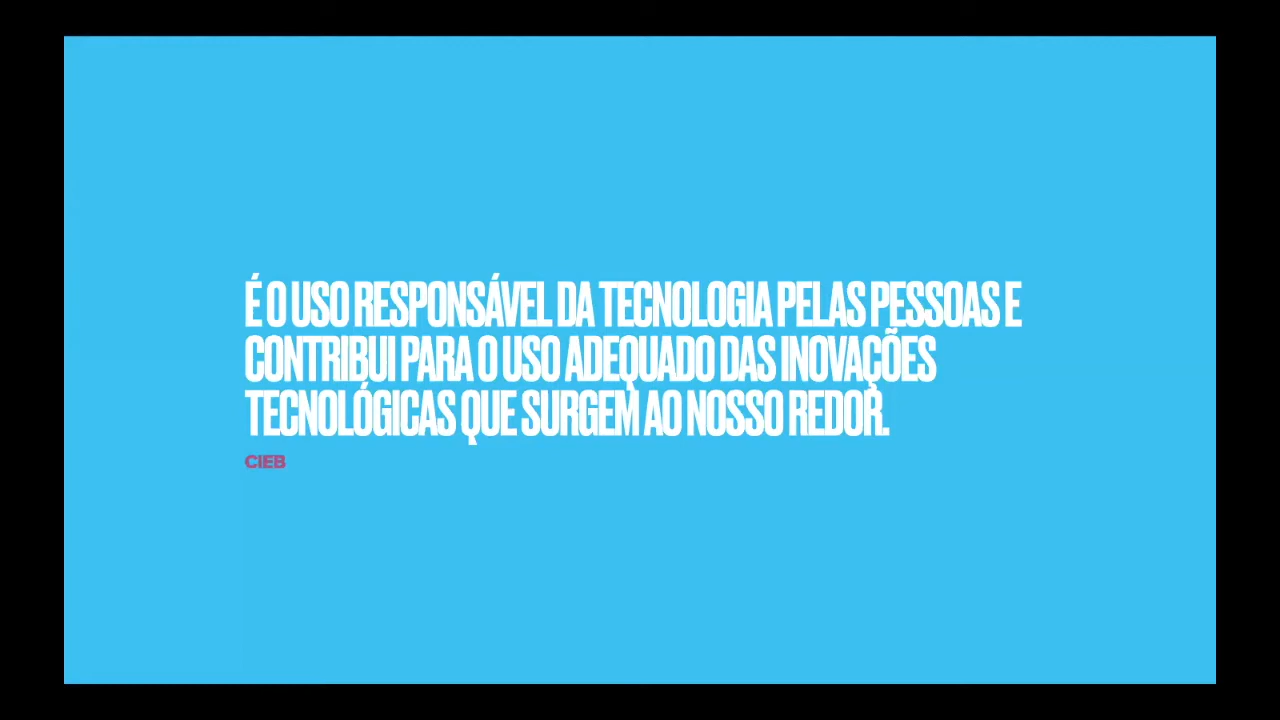 É O USO RESPONSÁVEL DA TECNOLOGIA PELAS PESSOAS E
CONTRIBUI PARA O USO ADEQUADO DAS INOVAÇÕES
TECNOLÓGICAS QUE SURGEM AO NOSSO REDOR.
CIEB